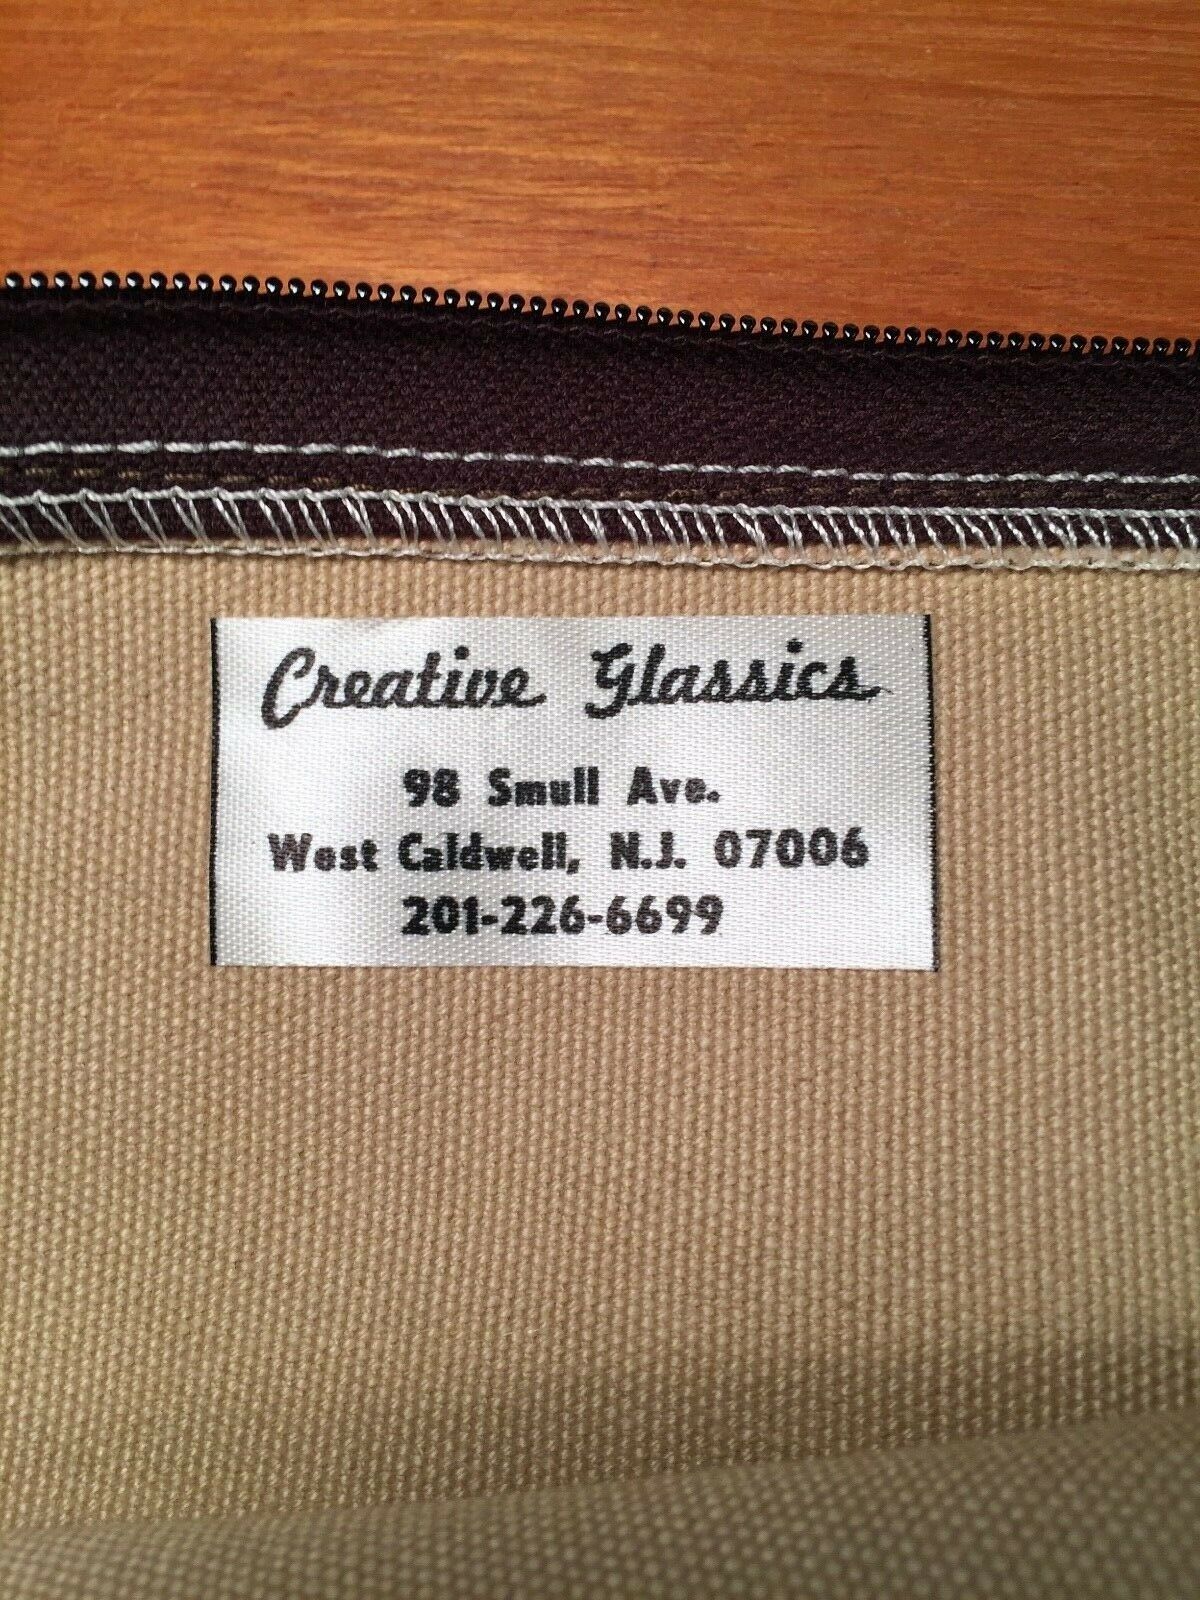 Creative Glassics
98 Smull Ave.
West Caldwell, N.J. 07006
201-226-6699